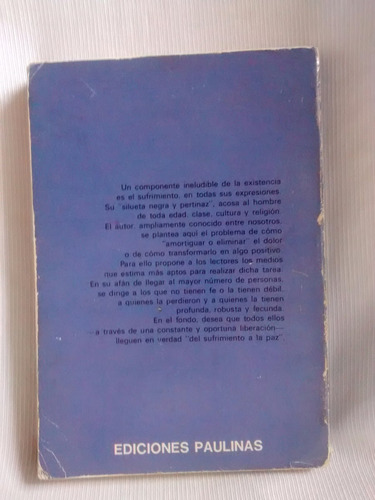 Un componente ineludible de la existencia
es el sufrimiento, en todas sus expresiones.
Su "silueta negra y pertinaz", acosa al hombre
de toda edad, clase, cultura y religión.
El autor, ampliamente conocido entre nosotros,
se plantea aquí el problema de cómo
"amortiguar o eliminar" el dolor
o de cómo transformarlo en algo positivo.
Para ello propone a los lectores los medios
que estima más aptos para realizar dicha tarea.
En su afán de llegar al mayor número de personas,
se dirige a los que no tienen fe o la tienen débil,
a quienes la perdieron y a quienes la tienen
profunda, robusta y fecunda.
En el fondo, desea que todos ellos
—a través de una constante y oportuna liberación—
lleguen en verdad "del sufrimiento a la paz".
EDICIONES PAULINAS